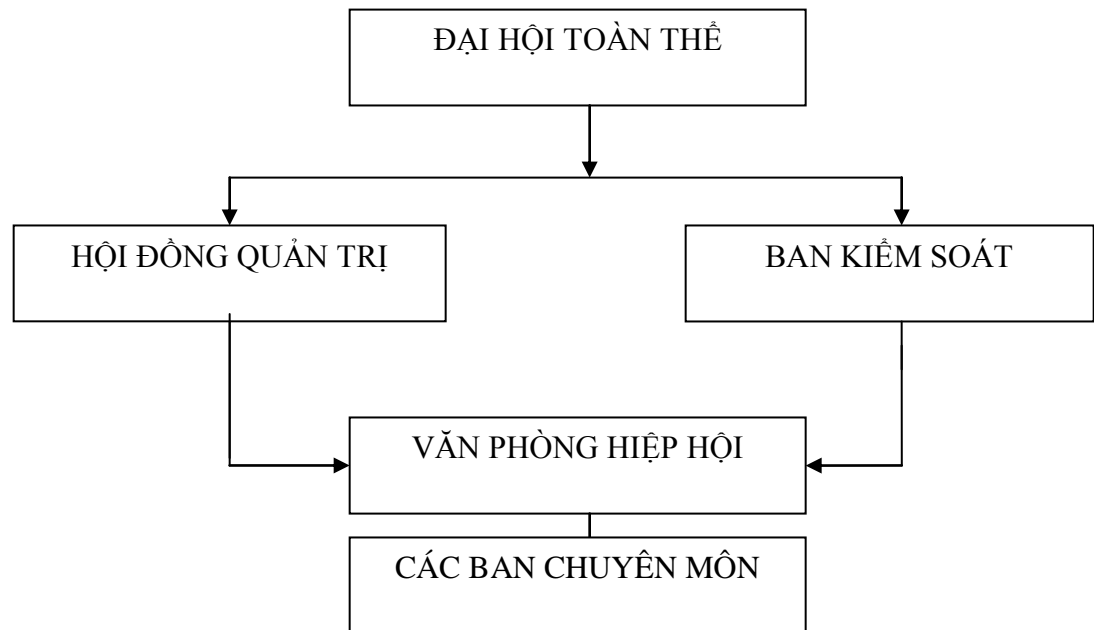 ĐẠI HỘI TOÀN THỂ
HỘI ĐỒNG QUẢN TRỊ
BAN KIỂM SOÁT
VĂN PHÒNG HIỆP HỘI
CÁC BAN CHUYÊN MÔN